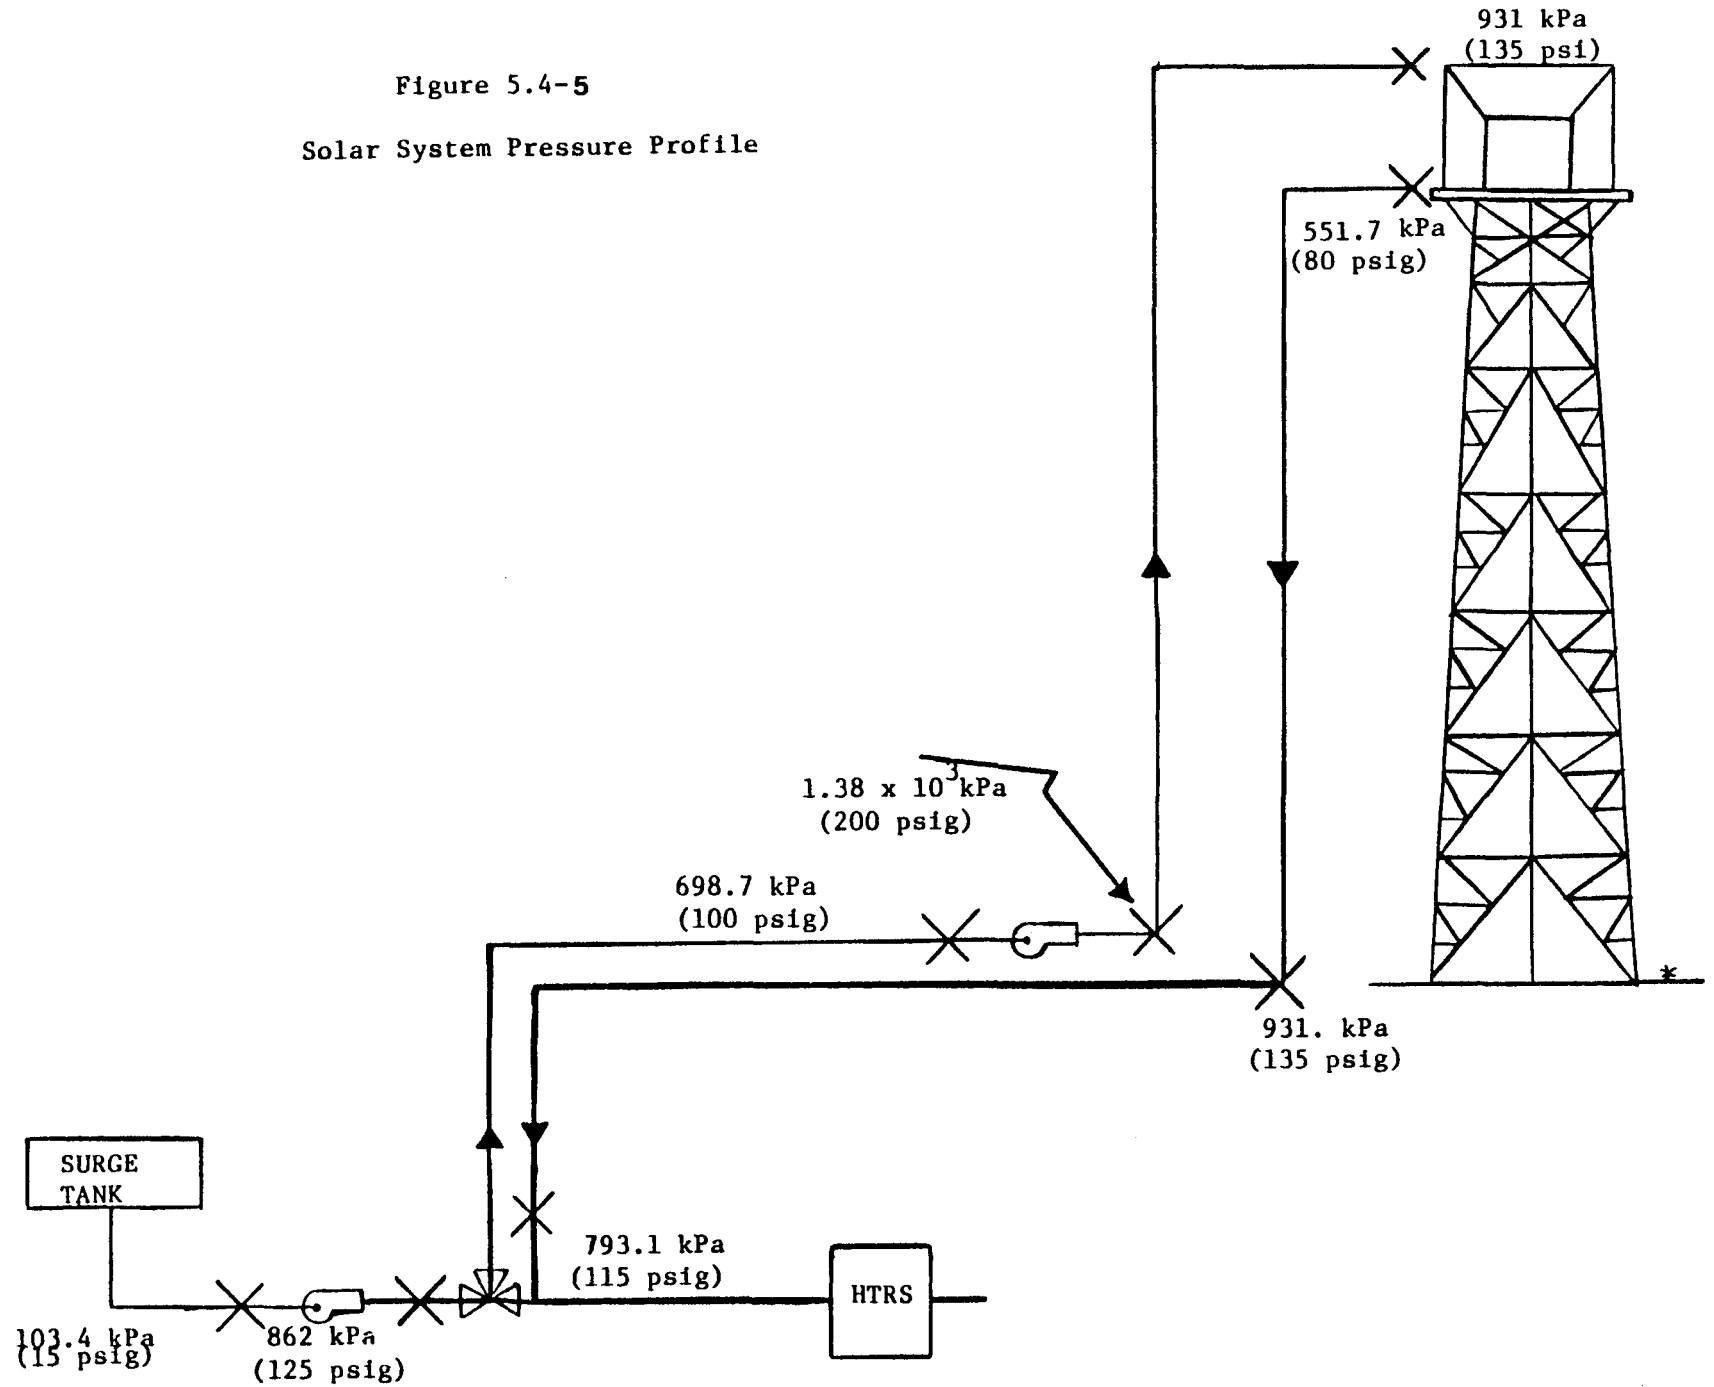 931 kPa
(135 psi)
Figure 5.4-5
Solar System Pressure Profile
551.7 kPa
(80 psig)
1.38 x 10³ kPa
(200 psig)
698.7 kPa
(100 psig)
*
931. kPa
(135 psig)
SURGE
TANK
793.1 kPa
(115 psig)
HTRS
103.4 kPa
(15 psig)
862 kPa
(125 psig)